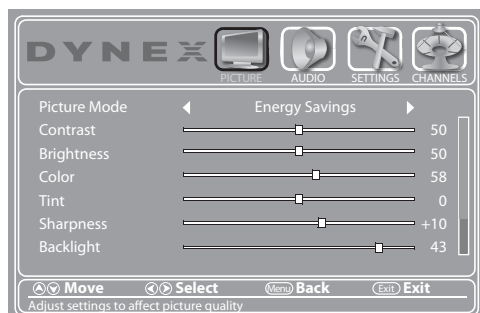 DYNEX
PICTURE AUDIO SETTINGS CHANNELS
Picture Mode Energy Savings
Contrast 50
Brightness 50
Color 58
Tint 0
Sharpness +10
Backlight 43
Move Select Menu Back Exit Exit
Adjust settings to affect picture quality